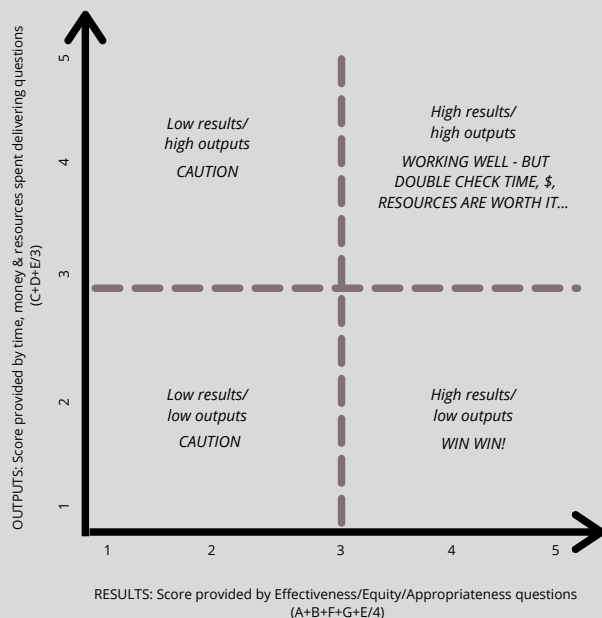 OUTPUTS: Score provided by time, money & resources spent delivering questions
(C+D+E/3)
5
4
3
2
1
Low results/
high outputs
CAUTION
High results/
high outputs
WORKING WELL - BUT
DOUBLE CHECK TIME, $,
RESOURCES ARE WORTH IT...
Low results/
low outputs
CAUTION
High results/
low outputs
WIN WIN!
1 2 3 4 5
RESULTS: Score provided by Effectiveness/Equity/Appropriateness questions
(A+B+F+G+E/4)